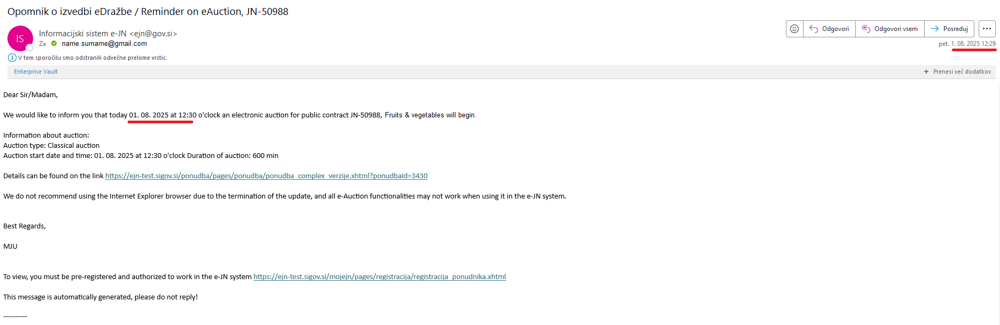 Opomnik o izvedbi eDražbe / Reminder on eAuction, JN-50988
IS
Informacijski sistem e-JN <ejn@gov.si>
Za name.surname@gmail.com
Odgovori
Odgovori vsem
Posreduj
pet. 1. 08. 2025 12:29
V tem sporočilu smo odstranili odvečne prelome vrstic.
Enterprise Vault
+ Prenesi več dodatkov
Dear Sir/Madam,
We would like to inform you that today 01. 08. 2025 at 12:30 o'clock an electronic auction for public contract JN-50988, Fruits & vegetables will begin.
Information about auction:
Auction type: Classical auction
Auction start date and time: 01. 08. 2025 at 12:30 o'clock Duration of auction: 600 min
Details can be found on the link https://ejn-test.sigov.si/ponudba/pages/ponudba/ponudba_complex_verzije.xhtml?ponudbaId=3430
We do not recommend using the Internet Explorer browser due to the termination of the update, and all e-Auction functionalities may not work when using it in the e-JN system.
Best Regards,
MJU
To view, you must be pre-registered and authorized to work in the e-JN system https://ejn-test.sigov.si/mojejn/pages/registracija/registracija_ponudnika.xhtml
This message is automatically generated, please do not reply!
----------